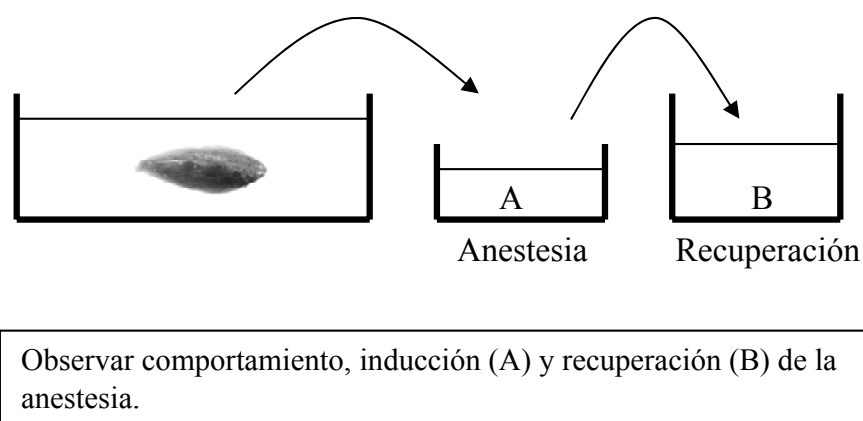 A
B
Anestesia
Recuperación
Observar comportamiento, inducción (A) y recuperación (B) de la
anestesia.